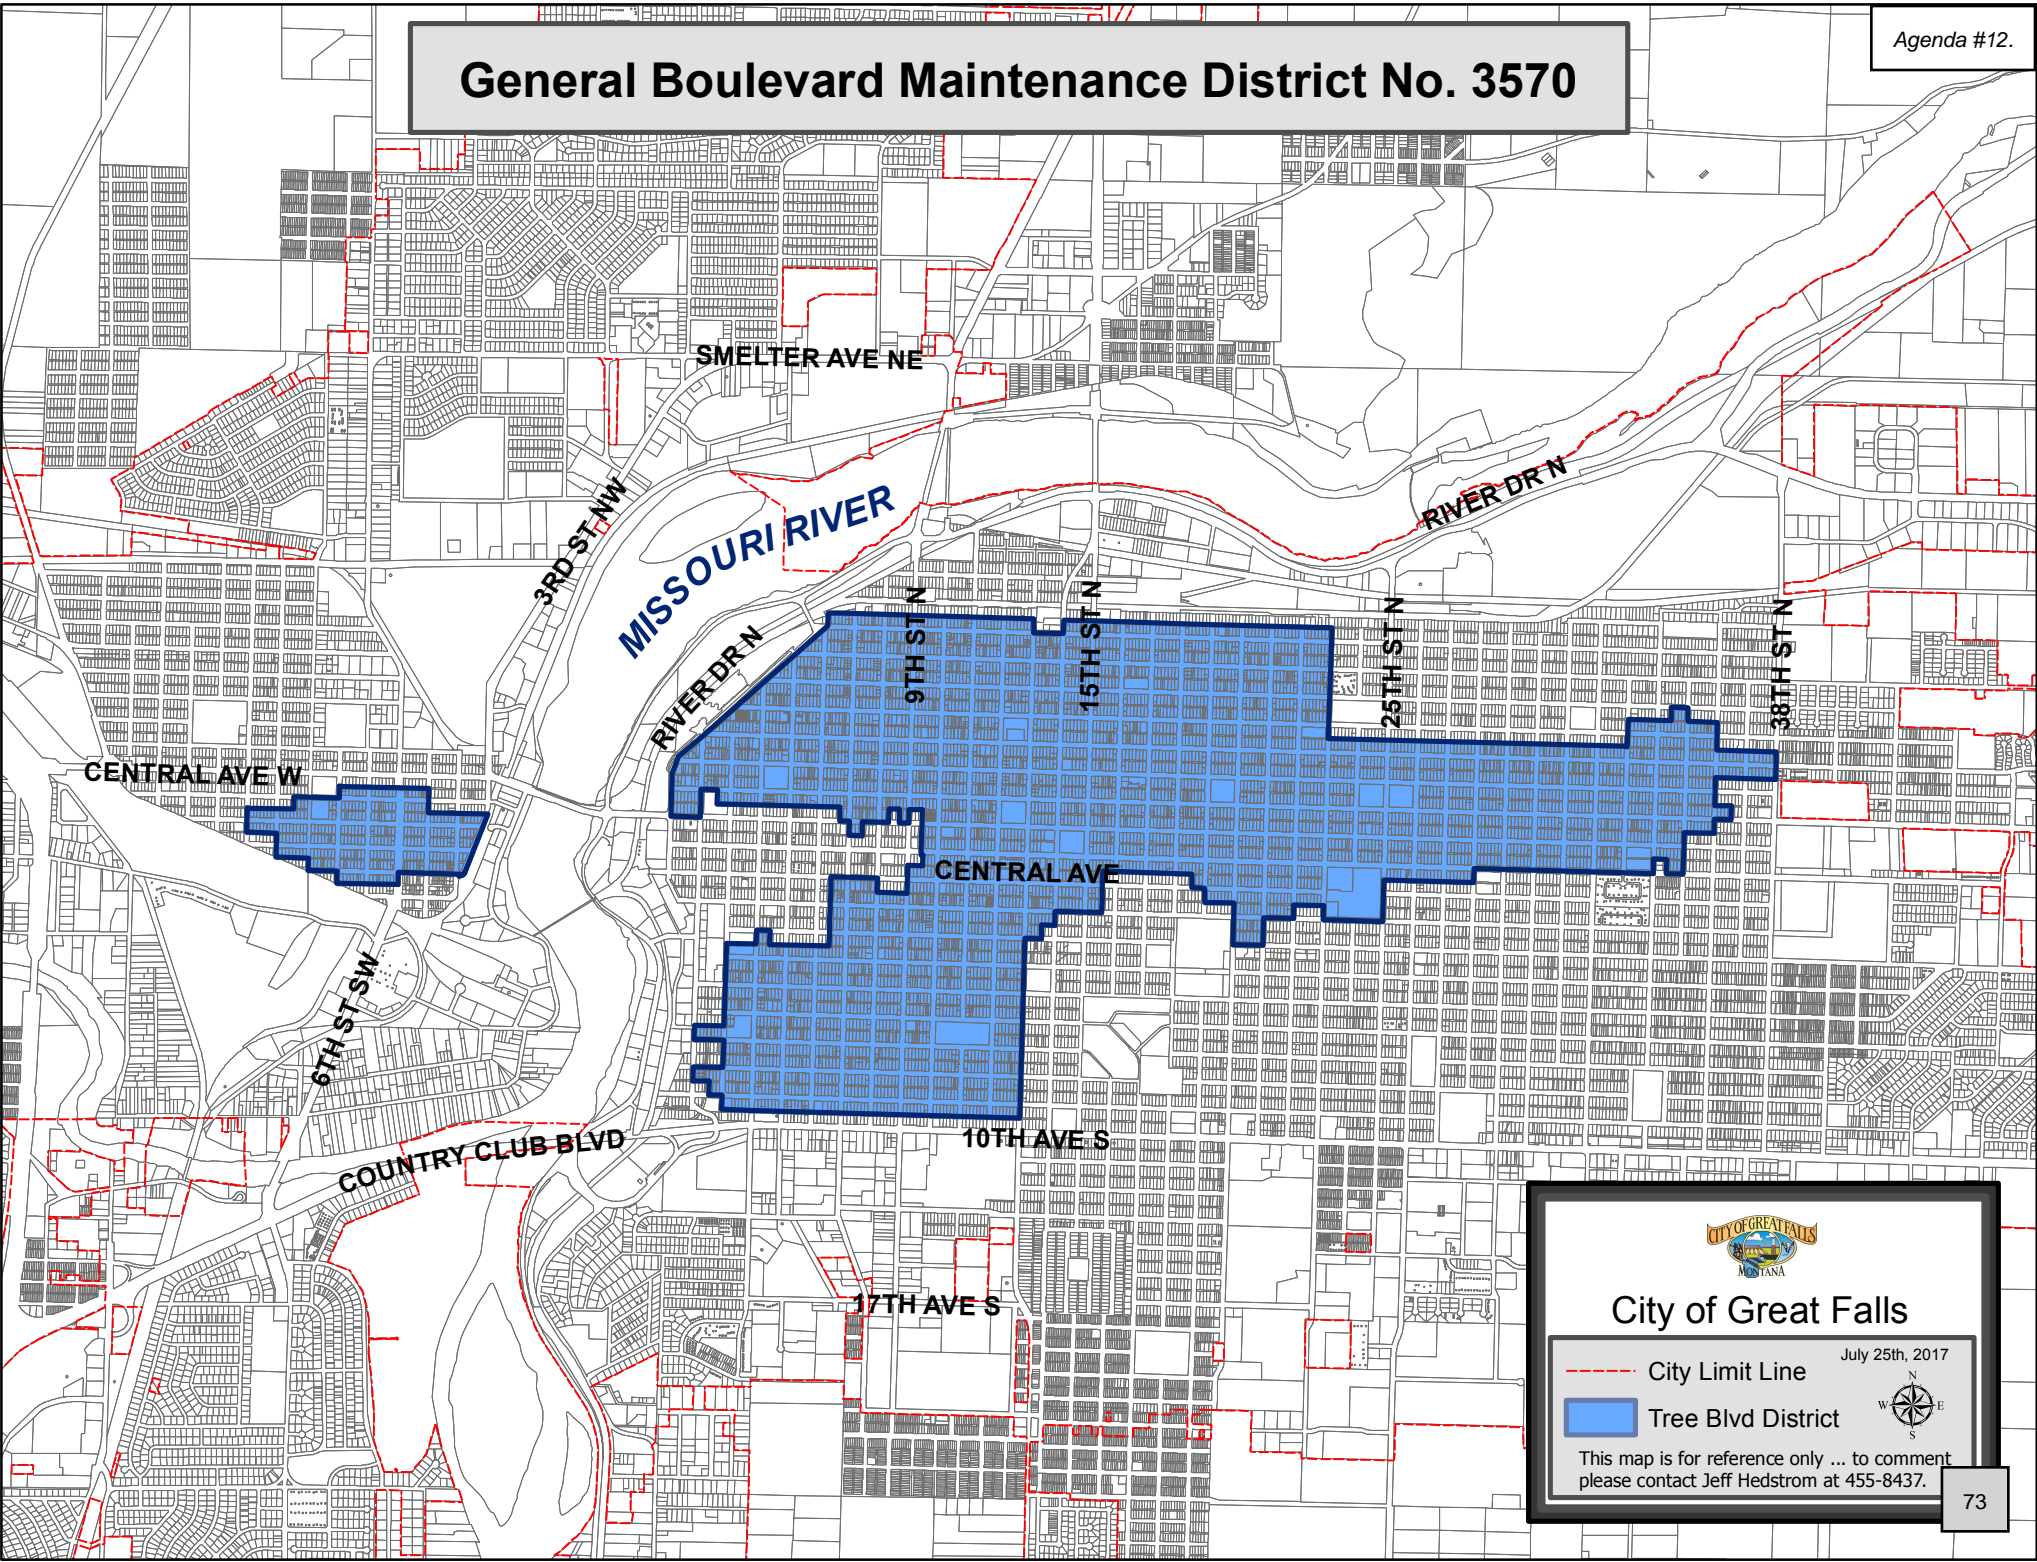 Agenda #12.
General Boulevard Maintenance District No. 3570
SMELTER AVE NE
3RD ST NW
MISSOURI RIVER
RIVER DR N
RIVER DR N
9TH ST N
15TH ST N
25TH ST N
38TH ST N
CENTRAL AVE W
CENTRAL AVE
6TH ST SW
COUNTRY CLUB BLVD
10TH AVE S
17TH AVE S
CITY OF GREAT FALLS
MONTANA
City of Great Falls
July 25th, 2017
City Limit Line
N
W E
S
Tree Blvd District
This map is for reference only ... to comment
please contact Jeff Hedstrom at 455-8437.
73